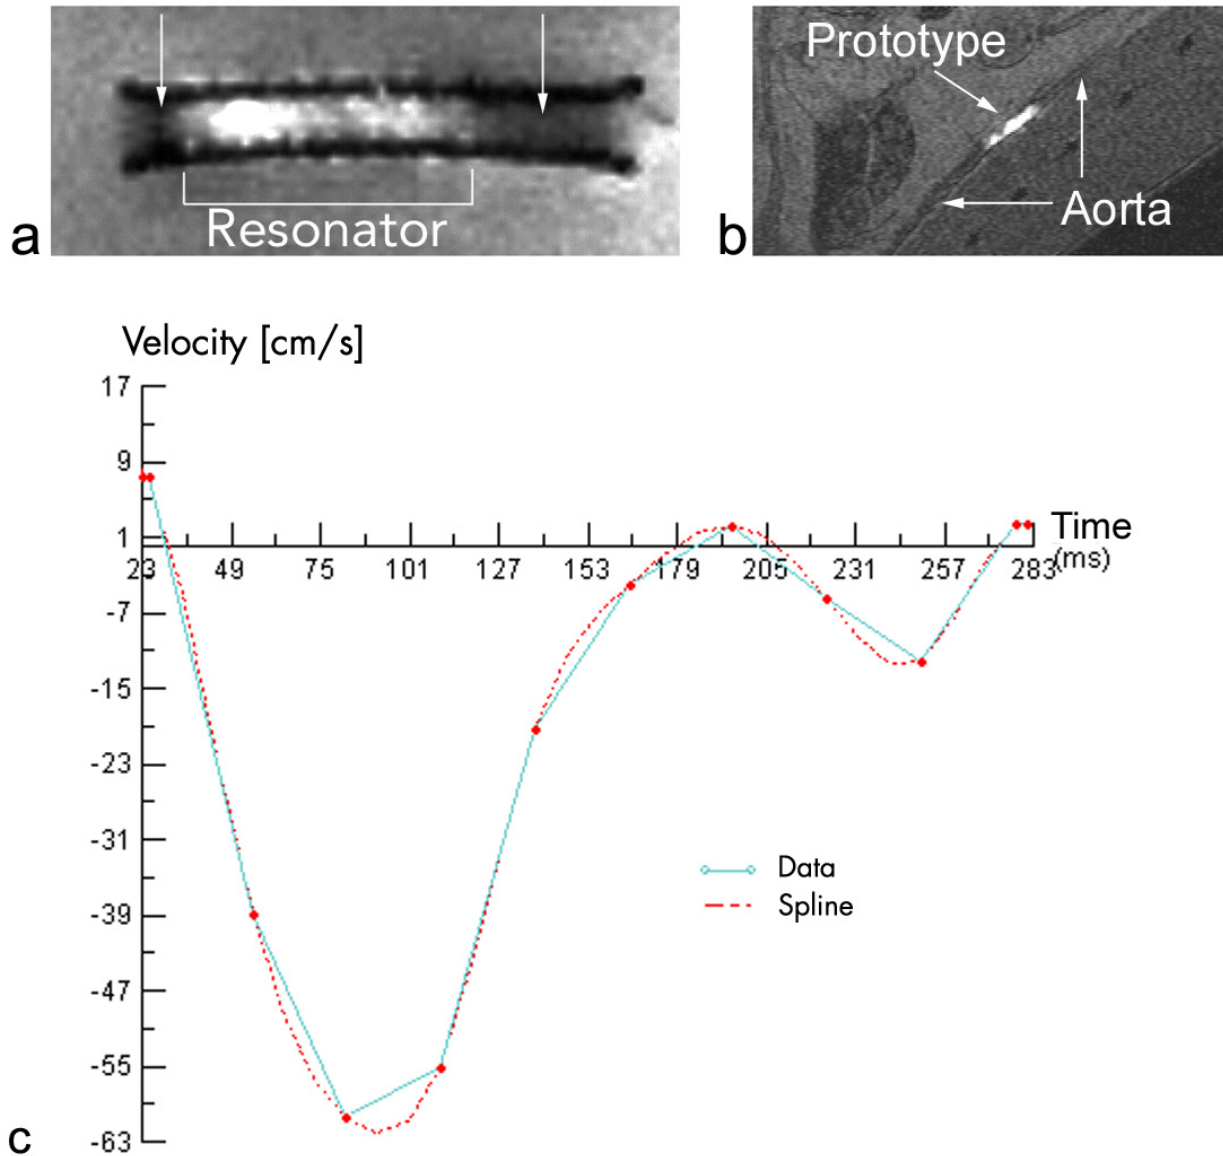 a
Resonator
b
Prototype
Aorta
Velocity [cm/s]
17
9
1
-7
-15
-23
-31
-39
-47
-55
-63
23 49 75 101 127 153 179 205 231 257 283
Time
(ms)
Data
Spline
c